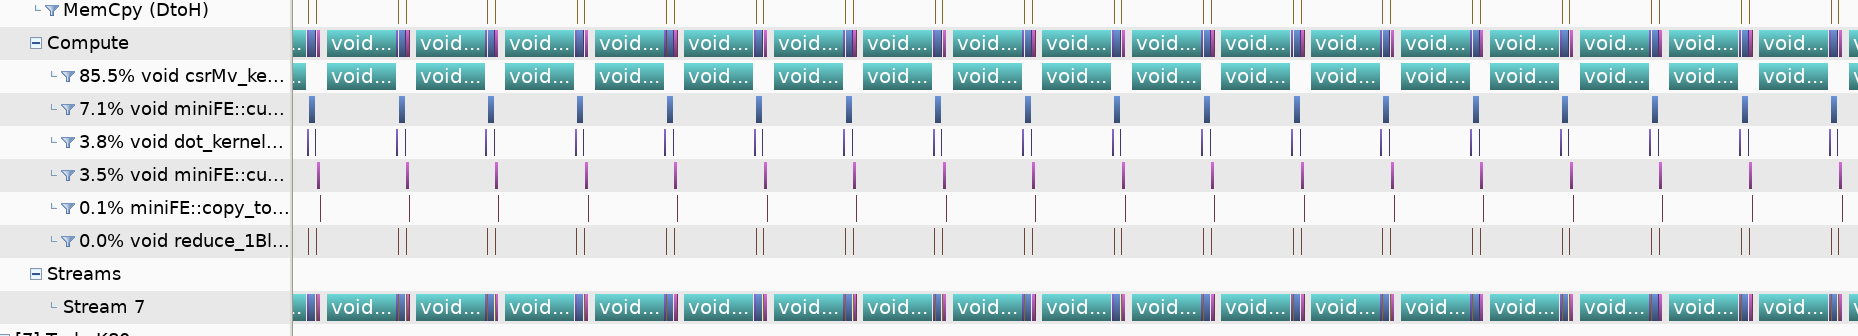 MemCpy (DtoH)
Compute
void... void... void... void... void... void... void... void... void... void... void... void... void... void... void... void... void...
85.5% void csrMv_ke...
void... void... void... void... void... void... void... void... void... void... void... void... void... void... void... void... void...
7.1% void miniFE::cu...
3.8% void dot_kernel...
3.5% void miniFE::cu...
0.1% miniFE::copy_to...
0.0% void reduce_1Bl...
Streams
Stream 7
void... void... void... void... void... void... void... void... void... void... void... void... void... void... void... void... void...